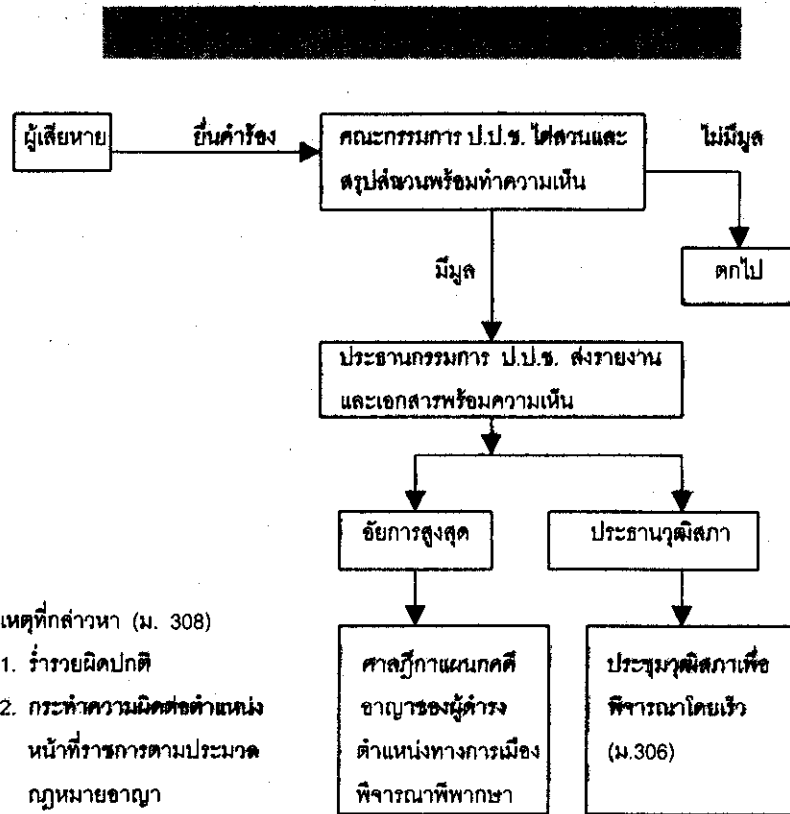 ผู้เสียหาย
ยื่นคำร้อง
คณะกรรมการ ป.ป.ช. ไต่สวนและ
สรุปสำนวนพร้อมทำความเห็น
ไม่มีมูล
มีมูล
ตกไป
ประธานกรรมการ ป.ป.ช. ส่งรายงาน
และเอกสารพร้อมความเห็น
อัยการสูงสุด
ประธานวุฒิสภา
ศาลฎีกาแผนกคดี
อาญาของผู้ดำรง
ตำแหน่งทางการเมือง
พิจารณาพิพากษา
ประชุมวุฒิสภาเพื่อ
พิจารณาโดยเร็ว
(ม.306)
เหตุที่กล่าวหา (ม. 308)
1. ร่ำรวยผิดปกติ
2. กระทำความผิดต่อตำแหน่ง
หน้าที่ราชการตามประมวล
กฎหมายอาญา